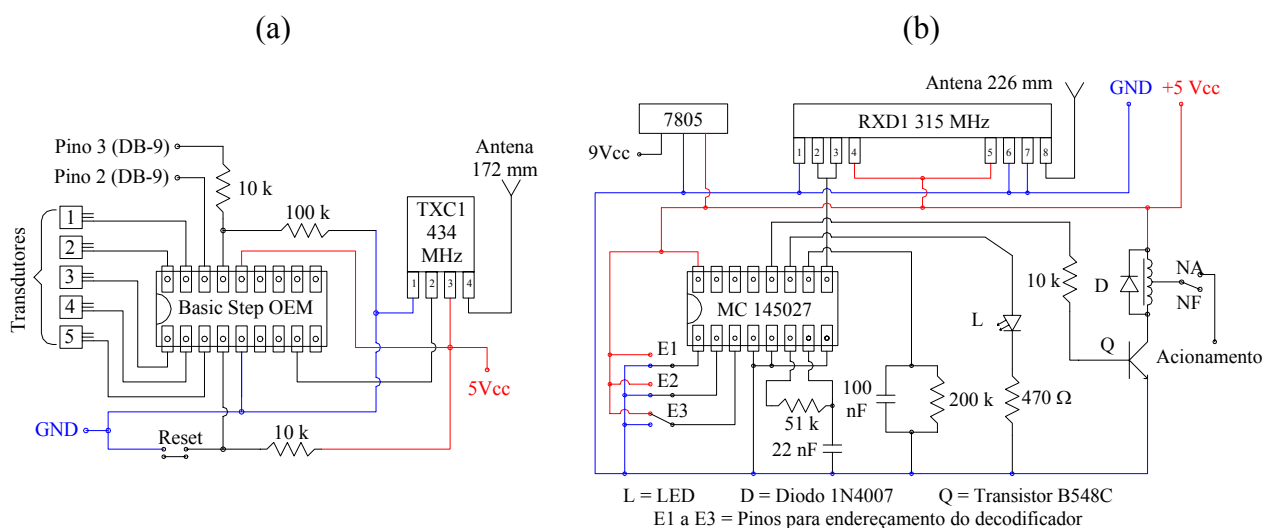 (a)
Pino 3 (DB-9)
Pino 2 (DB-9)
10 k
100 k
Antena
172 mm
TXC1
434
MHz
1 2 3 4
Transdutores
1
2
3
4
5
Basic Step OEM
5Vcc
GND
Reset
10 k
(b)
Antena 226 mm
GND
+5 Vcc
7805
RXD1 315 MHz
9Vcc
1 2 3 4 5 6 7 8
MC 145027
10 k
D
NA
NF
L
Q
Acionamento
E1
E2
E3
51 k
22 nF
100
nF
200 k
470 Ω
L = LED D = Diodo 1N4007 Q = Transistor B548C
E1 a E3 = Pinos para endereçamento do decodificador